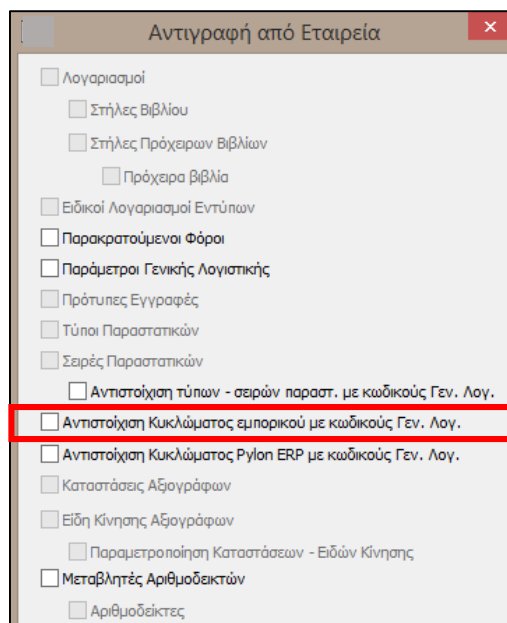 Αντιγραφή από Εταιρεία
Λογαριασμοί
Στήλες Βιβλίου
Στήλες Πρόχειρων Βιβλίων
Πρόχειρα βιβλία
Ειδικοί Λογαριασμοί Εντύπων
Παρακρατούμενοι Φόροι
Παράμετροι Γενικής Λογιστικής
Πρότυπες Εγγραφές
Τύποι Παραστατικών
Σειρές Παραστατικών
Αντιστοίχιση τύπων - σειρών παραστ. με κωδικούς Γεν. Λογ.
Αντιστοίχιση Κυκλώματος εμπορικού με κωδικούς Γεν. Λογ.
Αντιστοίχιση Κυκλώματος Pylon ERP με κωδικούς Γεν. Λογ.
Καταστάσεις Αξιογράφων
Είδη Κίνησης Αξιογράφων
Παραμετροποίηση Καταστάσεων - Ειδών Κίνησης
Μεταβλητές Αριθμοδεικτών
Αριθμοδείκτες